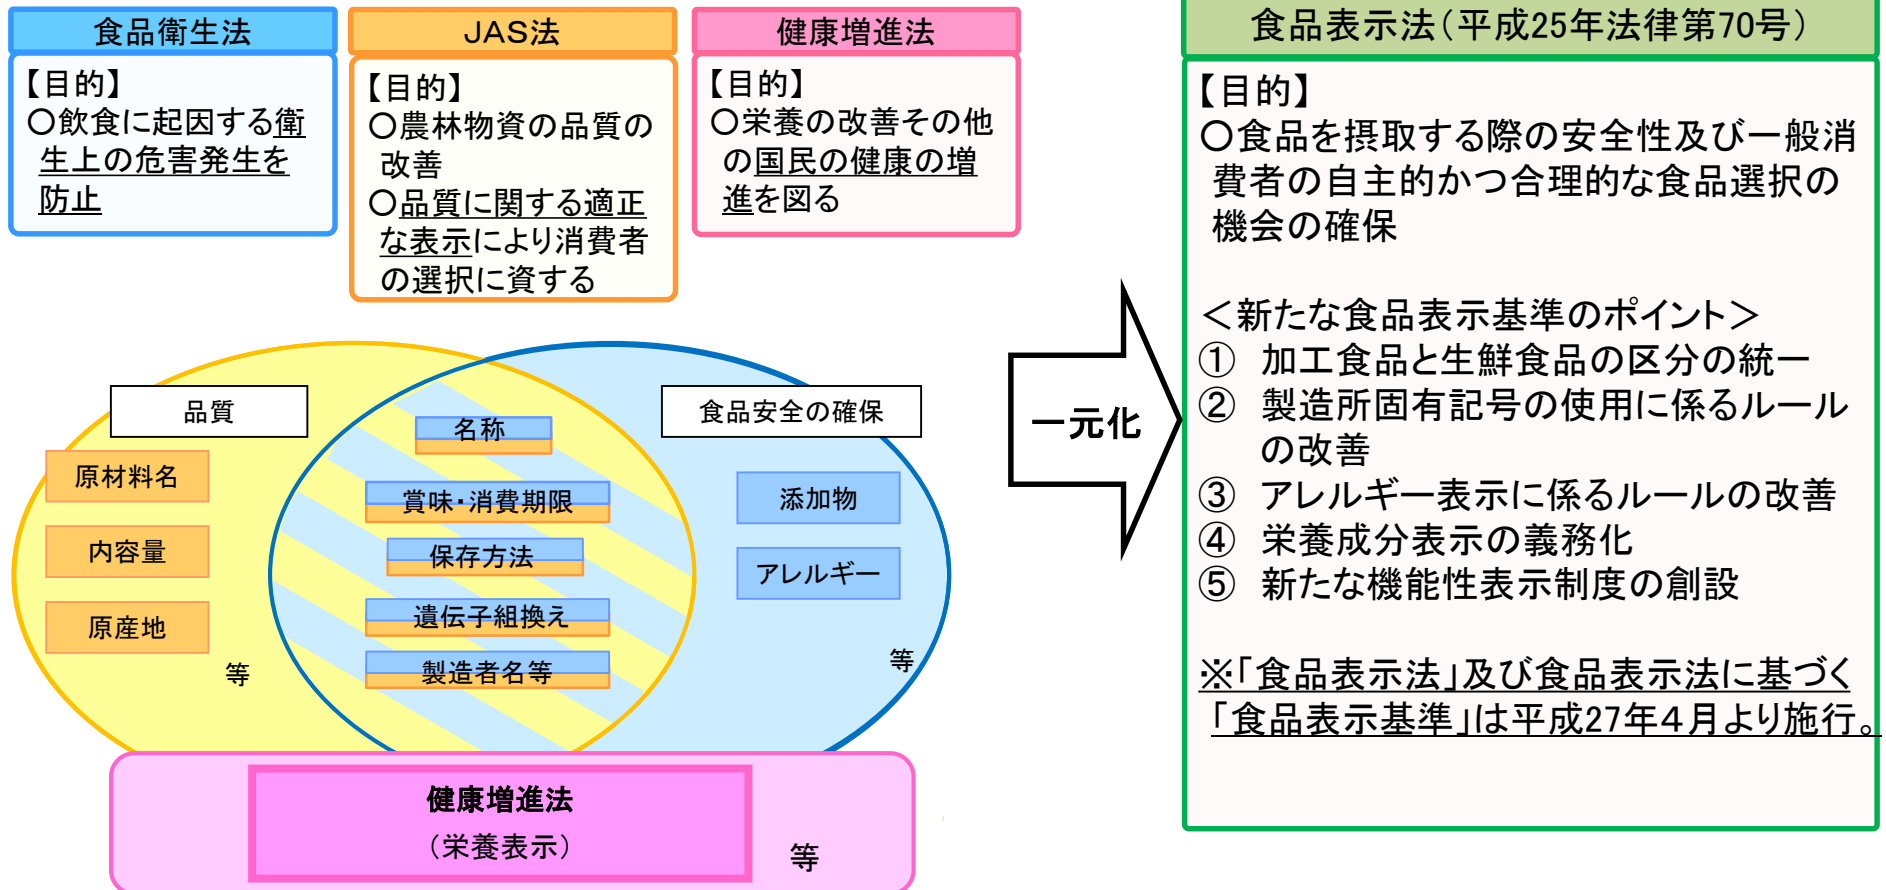 食品衛生法
【目的】
○飲食に起因する衛
生上の危害発生を
防止
JAS法
【目的】
○農林物資の品質の
改善
○品質に関する適正
な表示により消費者
の選択に資する
健康増進法
【目的】
○栄養の改善その他
の国民の健康の増
進を図る
品質
原材料名
内容量
原産地
等
名称
賞味・消費期限
保存方法
遺伝子組換え
製造者名等
食品安全の確保
添加物
アレルギー
等
健康増進法
（栄養表示）
等
一元化
食品表示法（平成25年法律第70号）
【目的】
○食品を摂取する際の安全性及び一般消
費者の自主的かつ合理的な食品選択の
機会の確保
＜新たな食品表示基準のポイント＞
① 加工食品と生鮮食品の区分の統一
② 製造所固有記号の使用に係るルール
の改善
③ アレルギー表示に係るルールの改善
④ 栄養成分表示の義務化
⑤ 新たな機能性表示制度の創設
※「食品表示法」及び食品表示法に基づく
「食品表示基準」は平成27年４月より施行。